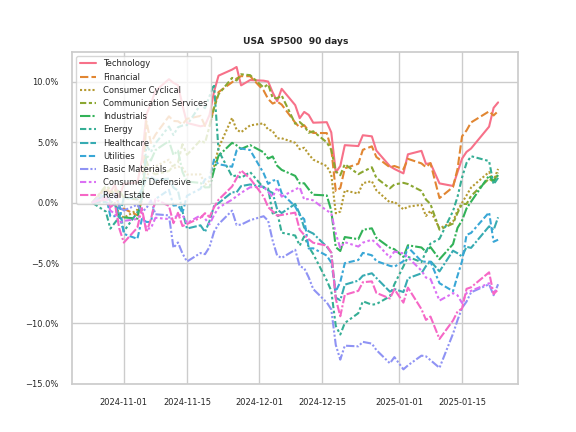 USA  SP500  90 days
Technology
Financial
Consumer Cyclical
Communication Services
Industrials
Energy
Healthcare
Utilities
Basic Materials
Consumer Defensive
Real Estate
10.0%
5.0%
0.0%
−5.0%
−10.0%
−15.0%
2024-11-01 2024-11-15 2024-12-01 2024-12-15 2025-01-01 2025-01-15